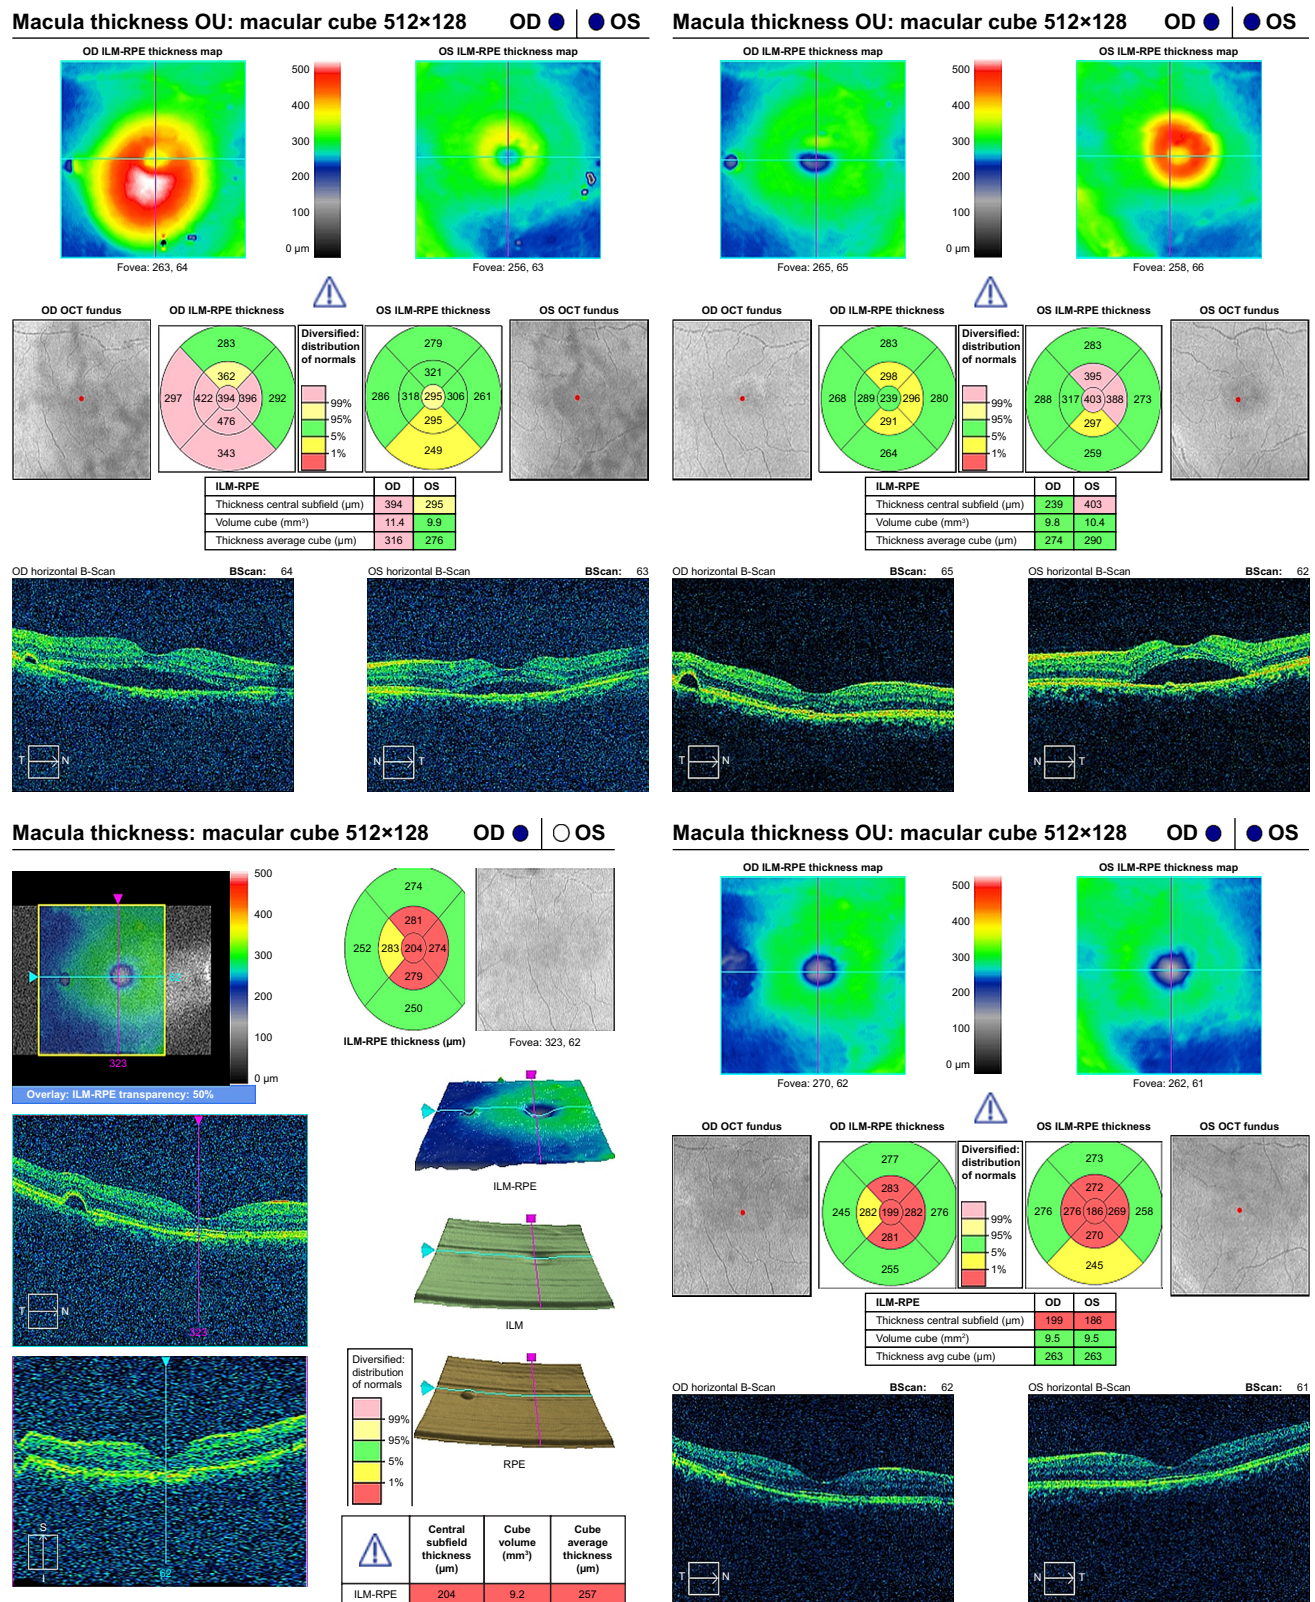 Macula thickness OU: macular cube 512×128 OD OS
OD ILM-RPE thickness map
OS ILM-RPE thickness map
500
400
300
200
100
0 µm
Fovea: 263, 64
Fovea: 256, 63
OD OCT fundus
OD ILM-RPE thickness
OS ILM-RPE thickness
OS OCT fundus
283
362
297 422 394 396 292
476
343
Diversified:
distribution
of normals
99%
95%
5%
1%
279
321
286 318 295 306 261
295
249
ILM-RPE OD OS
Thickness central subfield (µm) 394 295
Volume cube (mm³) 11.4 9.9
Thickness average cube (µm) 316 276
OD horizontal B-Scan BScan: 64
OS horizontal B-Scan BScan: 63
T N
N T
Macula thickness OU: macular cube 512×128 OD OS
OD ILM-RPE thickness map
OS ILM-RPE thickness map
500
400
300
200
100
0 µm
Fovea: 265, 65
Fovea: 258, 66
OD OCT fundus
OD ILM-RPE thickness
OS ILM-RPE thickness
OS OCT fundus
283
298
268 289 239 296 280
291
264
Diversified:
distribution
of normals
99%
95%
5%
1%
283
395
288 317 403 388 273
297
259
ILM-RPE OD OS
Thickness central subfield (µm) 239 403
Volume cube (mm³) 9.8 10.4
Thickness average cube (µm) 274 290
OD horizontal B-Scan BScan: 65
OS horizontal B-Scan BScan: 62
T N
N T
Macula thickness: macular cube 512×128 OD OS
500
400
300
200
100
0 µm
62
323
Overlay: ILM-RPE transparency: 50%
274
281
252 283 204 274
279
250
ILM-RPE thickness (µm)
Fovea: 323, 62
T N
323
ILM-RPE
ILM
RPE
S
I
62
Diversified:
distribution
of normals
99%
95%
5%
1%
Central subfield thickness (µm)
Cube volume (mm³)
Cube average thickness (µm)
ILM-RPE 204 9.2 257
Macula thickness OU: macular cube 512×128 OD OS
OD ILM-RPE thickness map
OS ILM-RPE thickness map
500
400
300
200
100
0 µm
Fovea: 270, 62
Fovea: 262, 61
OD OCT fundus
OD ILM-RPE thickness
OS ILM-RPE thickness
OS OCT fundus
277
283
245 282 199 282 276
281
255
Diversified:
distribution
of normals
99%
95%
5%
1%
273
272
276 276 186 269 258
270
245
ILM-RPE OD OS
Thickness central subfield (µm) 199 186
Volume cube (mm²) 9.5 9.5
Thickness avg cube (µm) 263 263
OD horizontal B-Scan BScan: 62
OS horizontal B-Scan BScan: 61
T N
N T